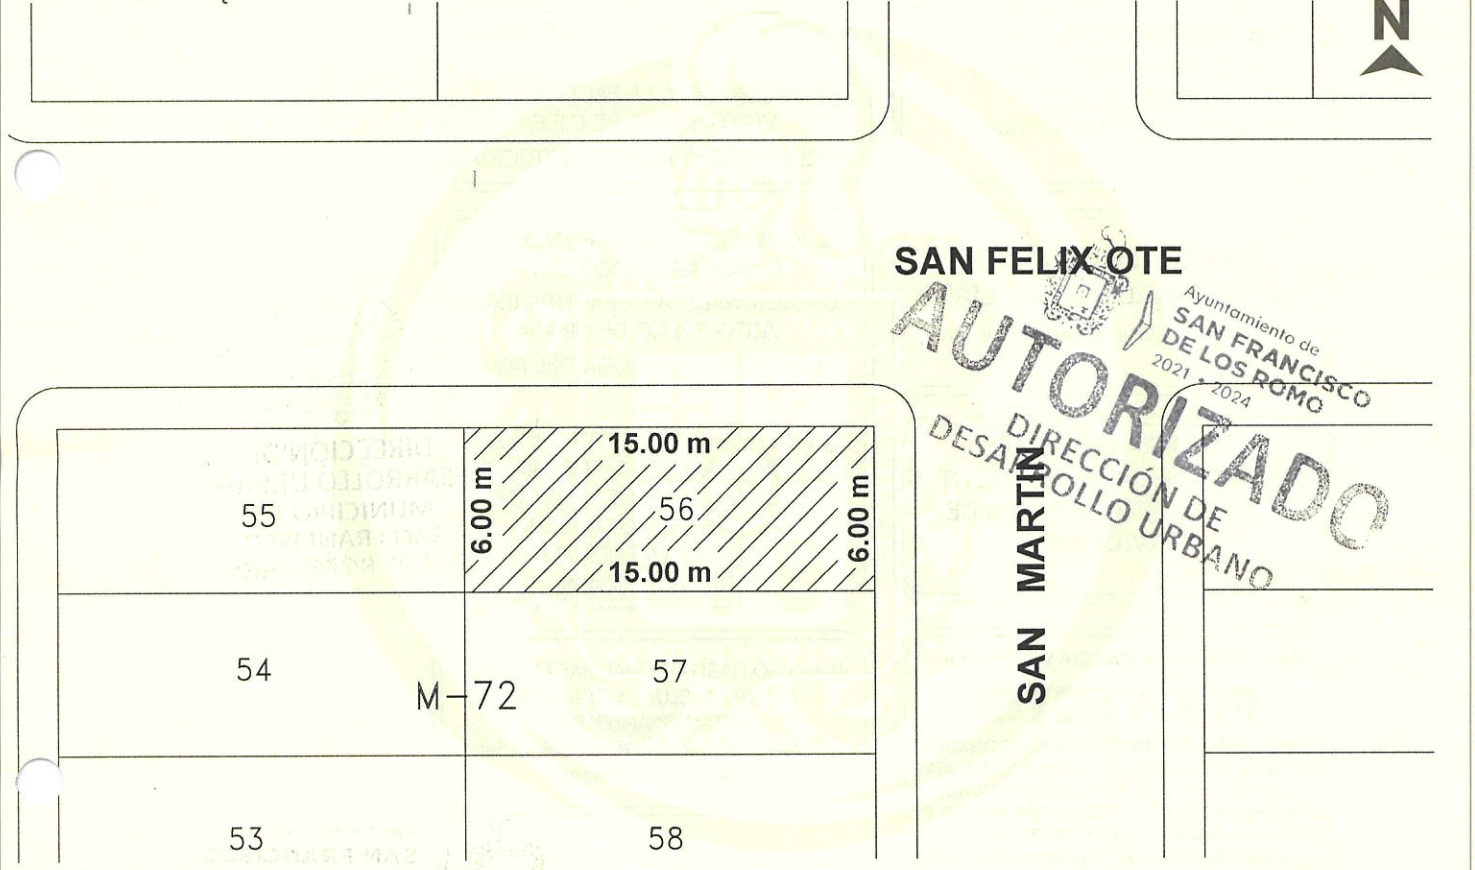 N
SAN FELIX OTE
Ayuntamiento de
SAN FRANCISCO
DE LOS ROMO
2021 • 2024
AUTORIZADO
DIRECCIÓN DE
DESARROLLO URBANO
SAN MARTIN
15.00 m
6.00 m
56
6.00 m
15.00 m
55
54
57
M-72
53
58